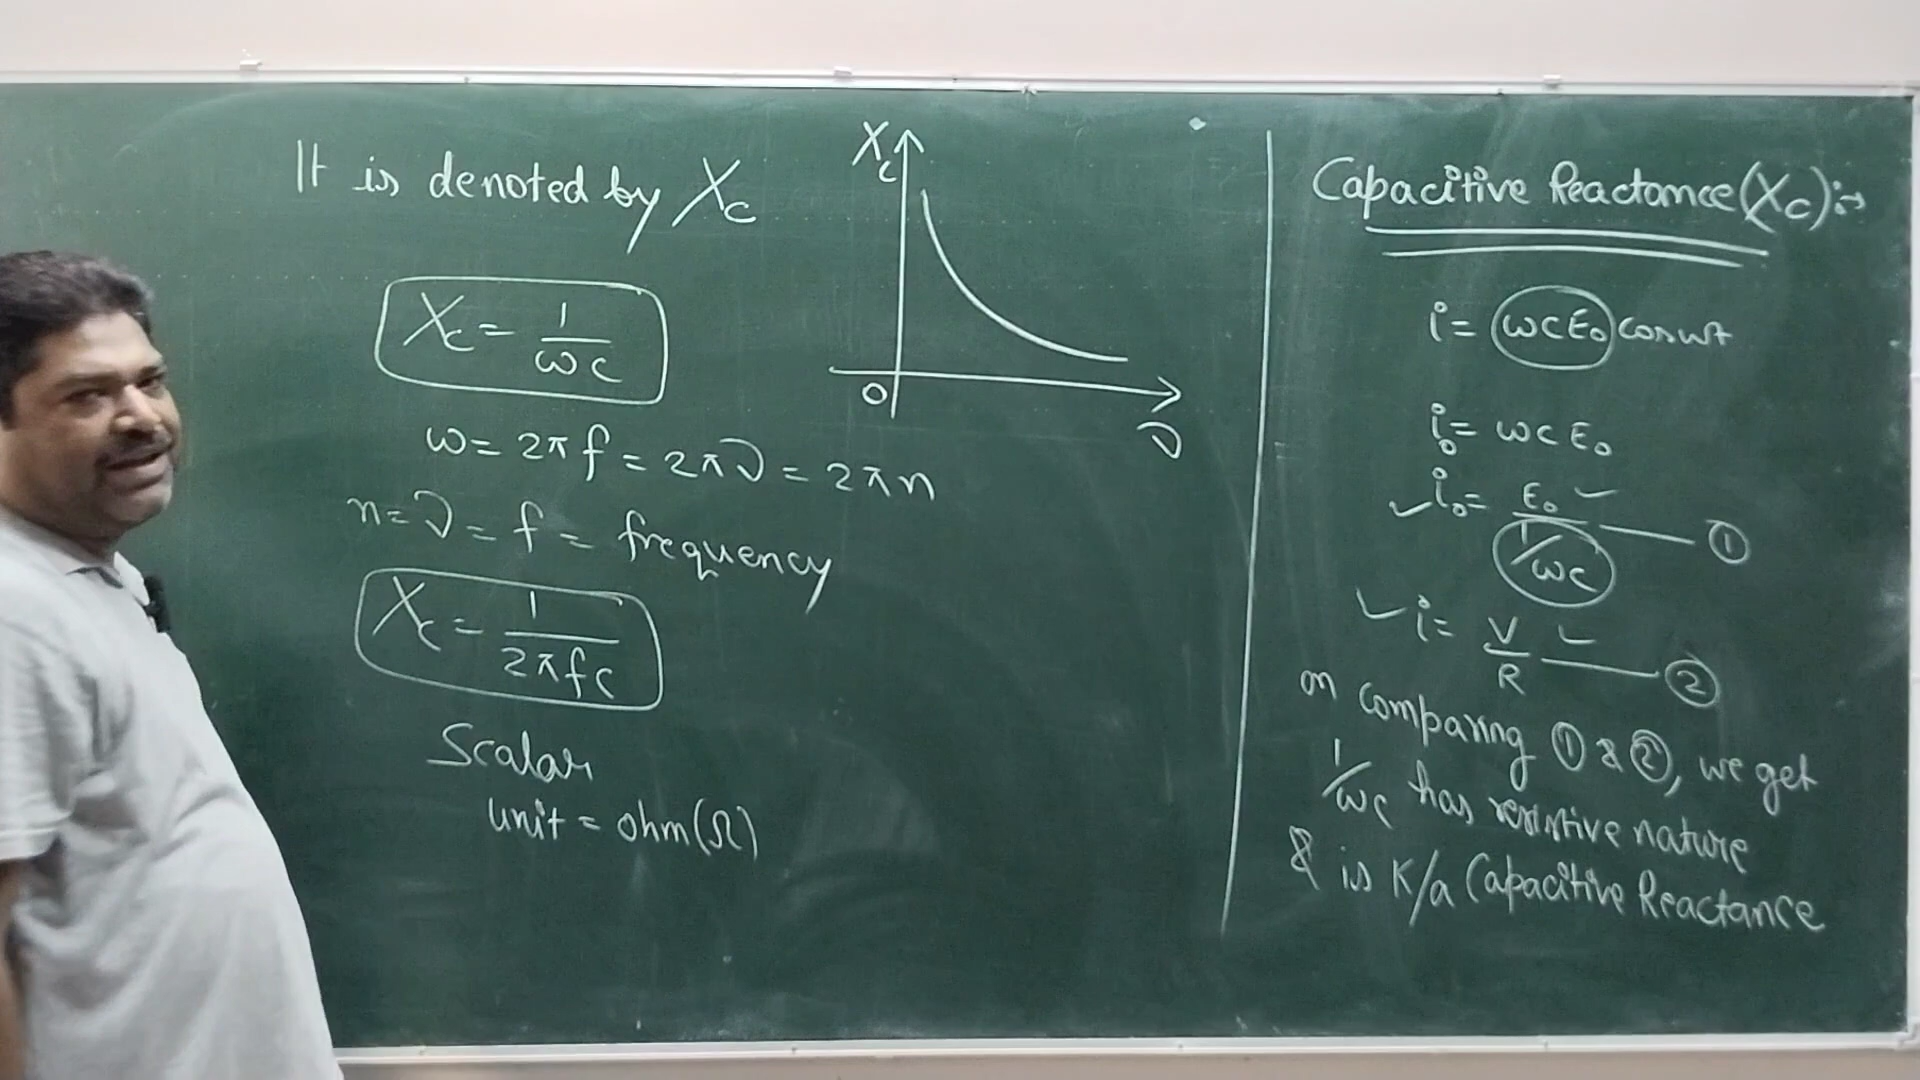 It is denoted by Xc
Xc = 1/ωc
ω = 2πf = 2πν = 2πn
n = ν = f = frequency
Xc = 1/2πfc
Scalar
unit = ohm(Ω)
Xc
O
ν
Capacitive Reactance(Xc):→
i = ωcE₀ cosωt
i₀ = ωcE₀
✓ i₀ = E₀ ✓ / 1/ωc — ①
✓ i = V/R ✓ — ②
on comparing ① & ②, we get
1/ωc has resistive nature
& is K/a Capacitive Reactance